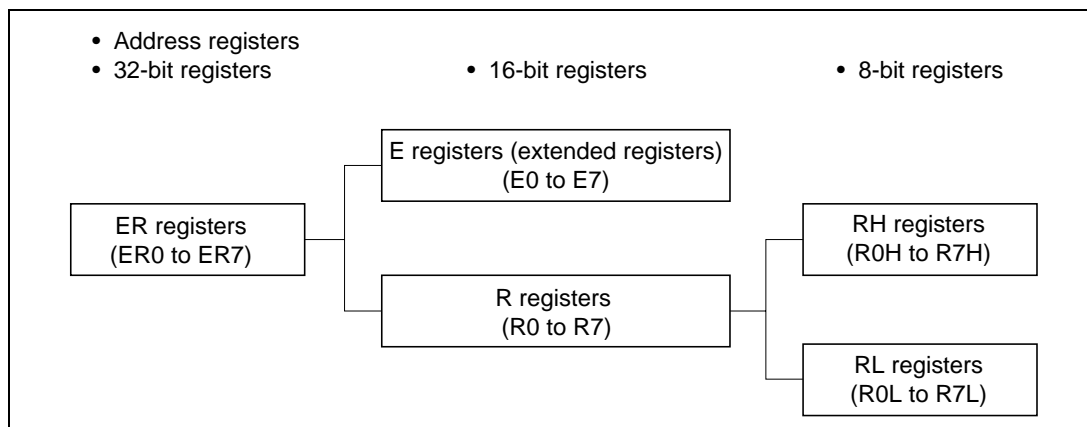 • Address registers
• 32-bit registers
• 16-bit registers
• 8-bit registers
E registers (extended registers)
(E0 to E7)
ER registers
(ER0 to ER7)
RH registers
(R0H to R7H)
R registers
(R0 to R7)
RL registers
(R0L to R7L)